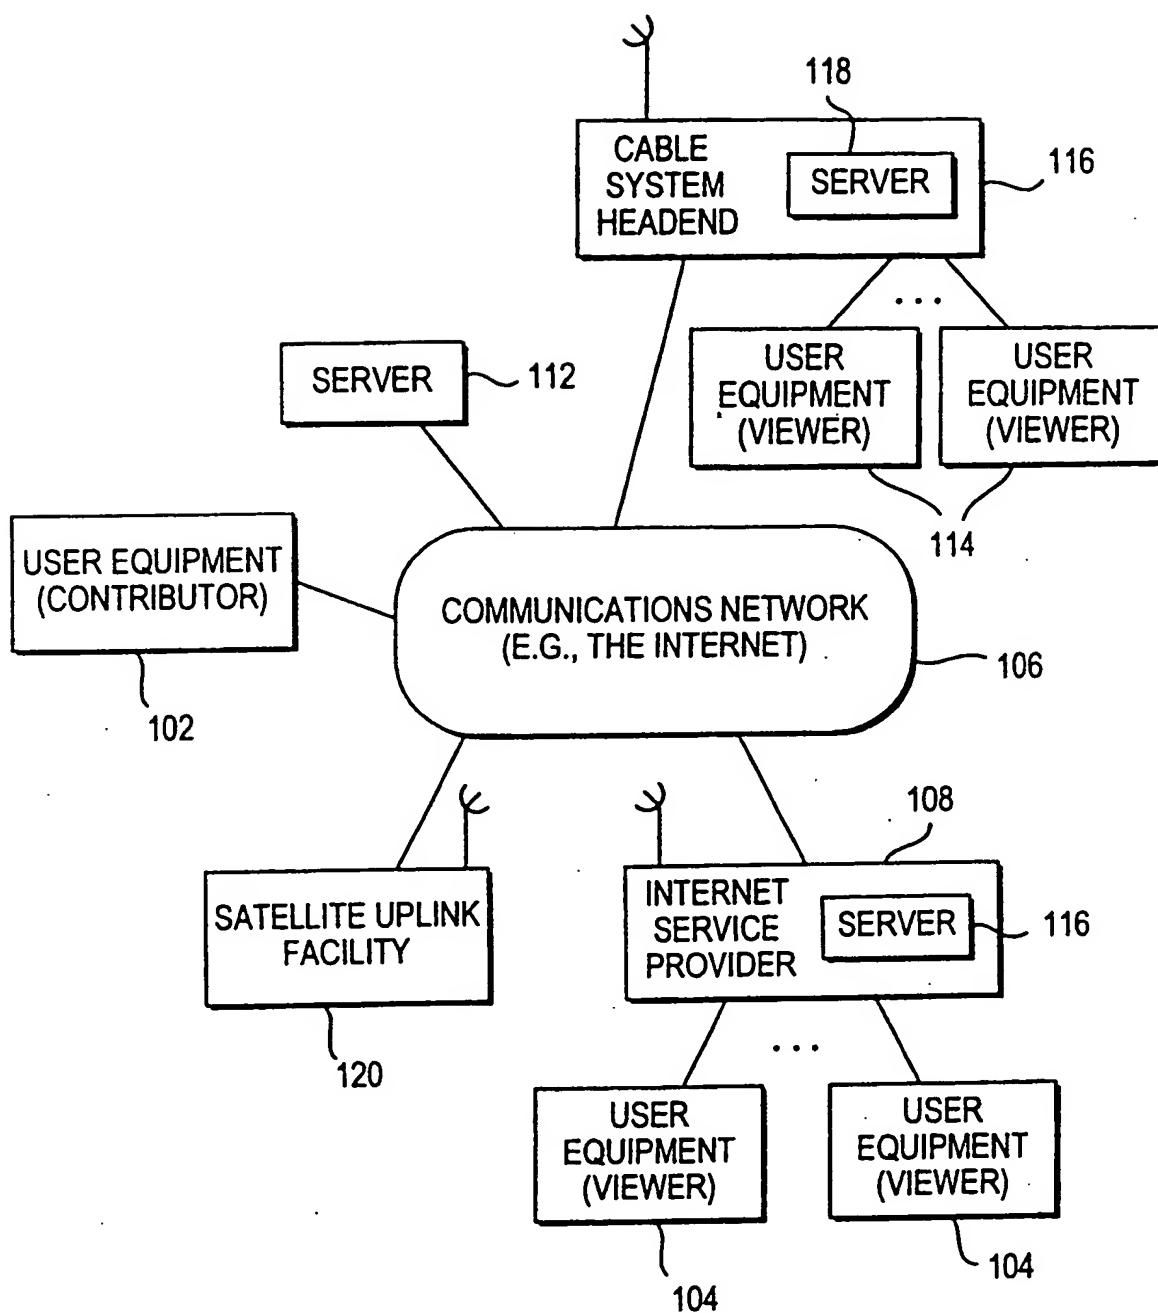 118
CABLE
SYSTEM
HEADEND
SERVER
116
SERVER
112
USER
EQUIPMENT
(VIEWER)
USER
EQUIPMENT
(VIEWER)
114
USER EQUIPMENT
(CONTRIBUTOR)
102
COMMUNICATIONS NETWORK
(E.G., THE INTERNET)
106
108
SATELLITE UPLINK
FACILITY
120
INTERNET
SERVICE
PROVIDER
SERVER
116
USER
EQUIPMENT
(VIEWER)
104
USER
EQUIPMENT
(VIEWER)
104